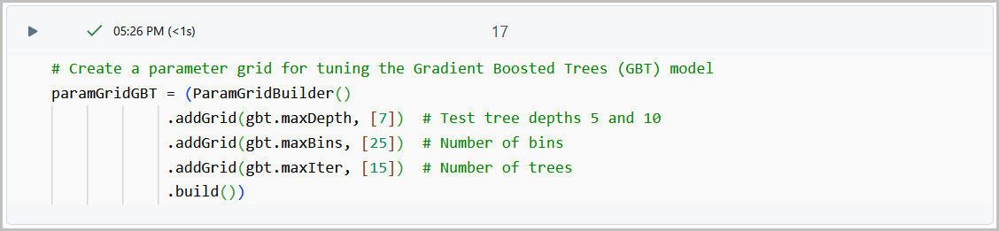 05:26 PM (<1s)
17
# Create a parameter grid for tuning the Gradient Boosted Trees (GBT) model
paramGridGBT = (ParamGridBuilder()
.addGrid(gbt.maxDepth, [7])  # Test tree depths 5 and 10
.addGrid(gbt.maxBins, [25])  # Number of bins
.addGrid(gbt.maxIter, [15])  # Number of trees
.build())